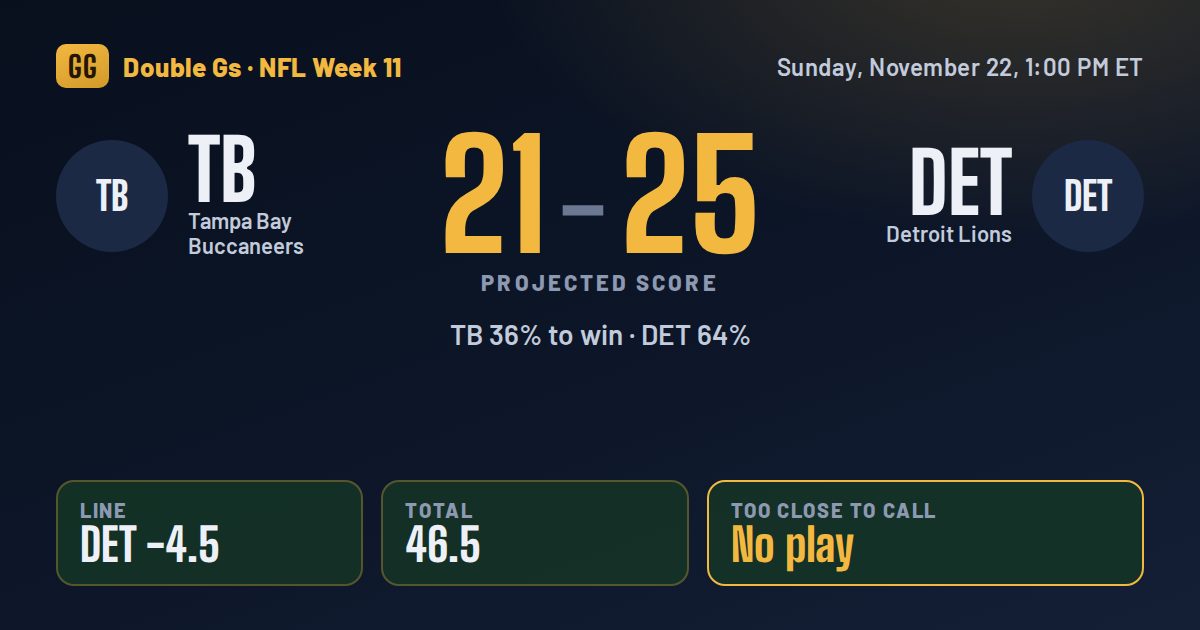 GG Double Gs · NFL Week 11
Sunday, November 22, 1:00 PM ET
TB
TB
Tampa Bay
Buccaneers
21 – 25
PROJECTED SCORE
TB 36% to win · DET 64%
DET
Detroit Lions
DET
LINE
DET −4.5
TOTAL
46.5
TOO CLOSE TO CALL
No play